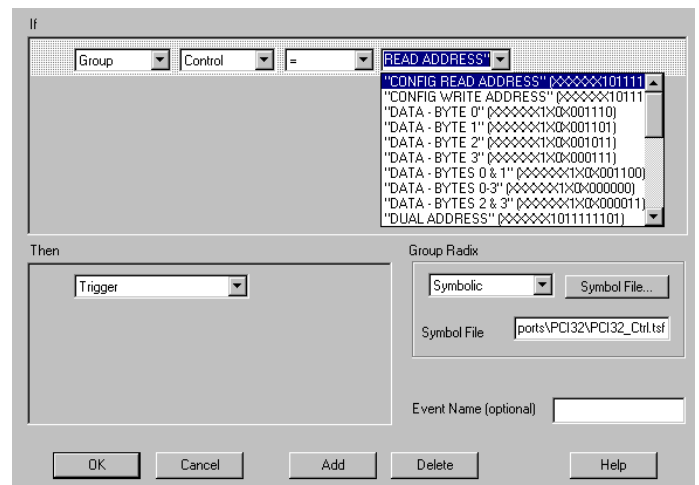 If
Group Control = READ ADDRESS"
"CONFIG READ ADDRESS" (XXXXXX101111
"CONFIG WRITE ADDRESS" (XXXXXX10111
"DATA - BYTE 0" (XXXXXX1X0X001110)
"DATA - BYTE 1" (XXXXXX1X0X001101)
"DATA - BYTE 2" (XXXXXX1X0X001011)
"DATA - BYTE 3" (XXXXXX1X0X000111)
"DATA - BYTES 0 & 1" (XXXXXX1X0X001100)
"DATA - BYTES 0-3" (XXXXXX1X0X000000)
"DATA - BYTES 2 & 3" (XXXXXX1X0X000011)
"DUAL ADDRESS" (XXXXXX1011111101)
Then
Trigger
Group Radix
Symbolic Symbol File...
Symbol File ports\PCI32\PCI32_Ctrl.tsf
Event Name (optional)
OK Cancel Add Delete Help